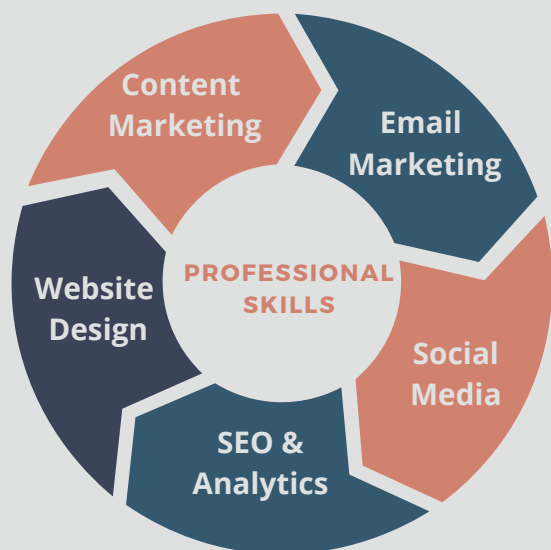 Content
Marketing
Email
Marketing
PROFESSIONAL
SKILLS
Website
Design
Social
Media
SEO &
Analytics